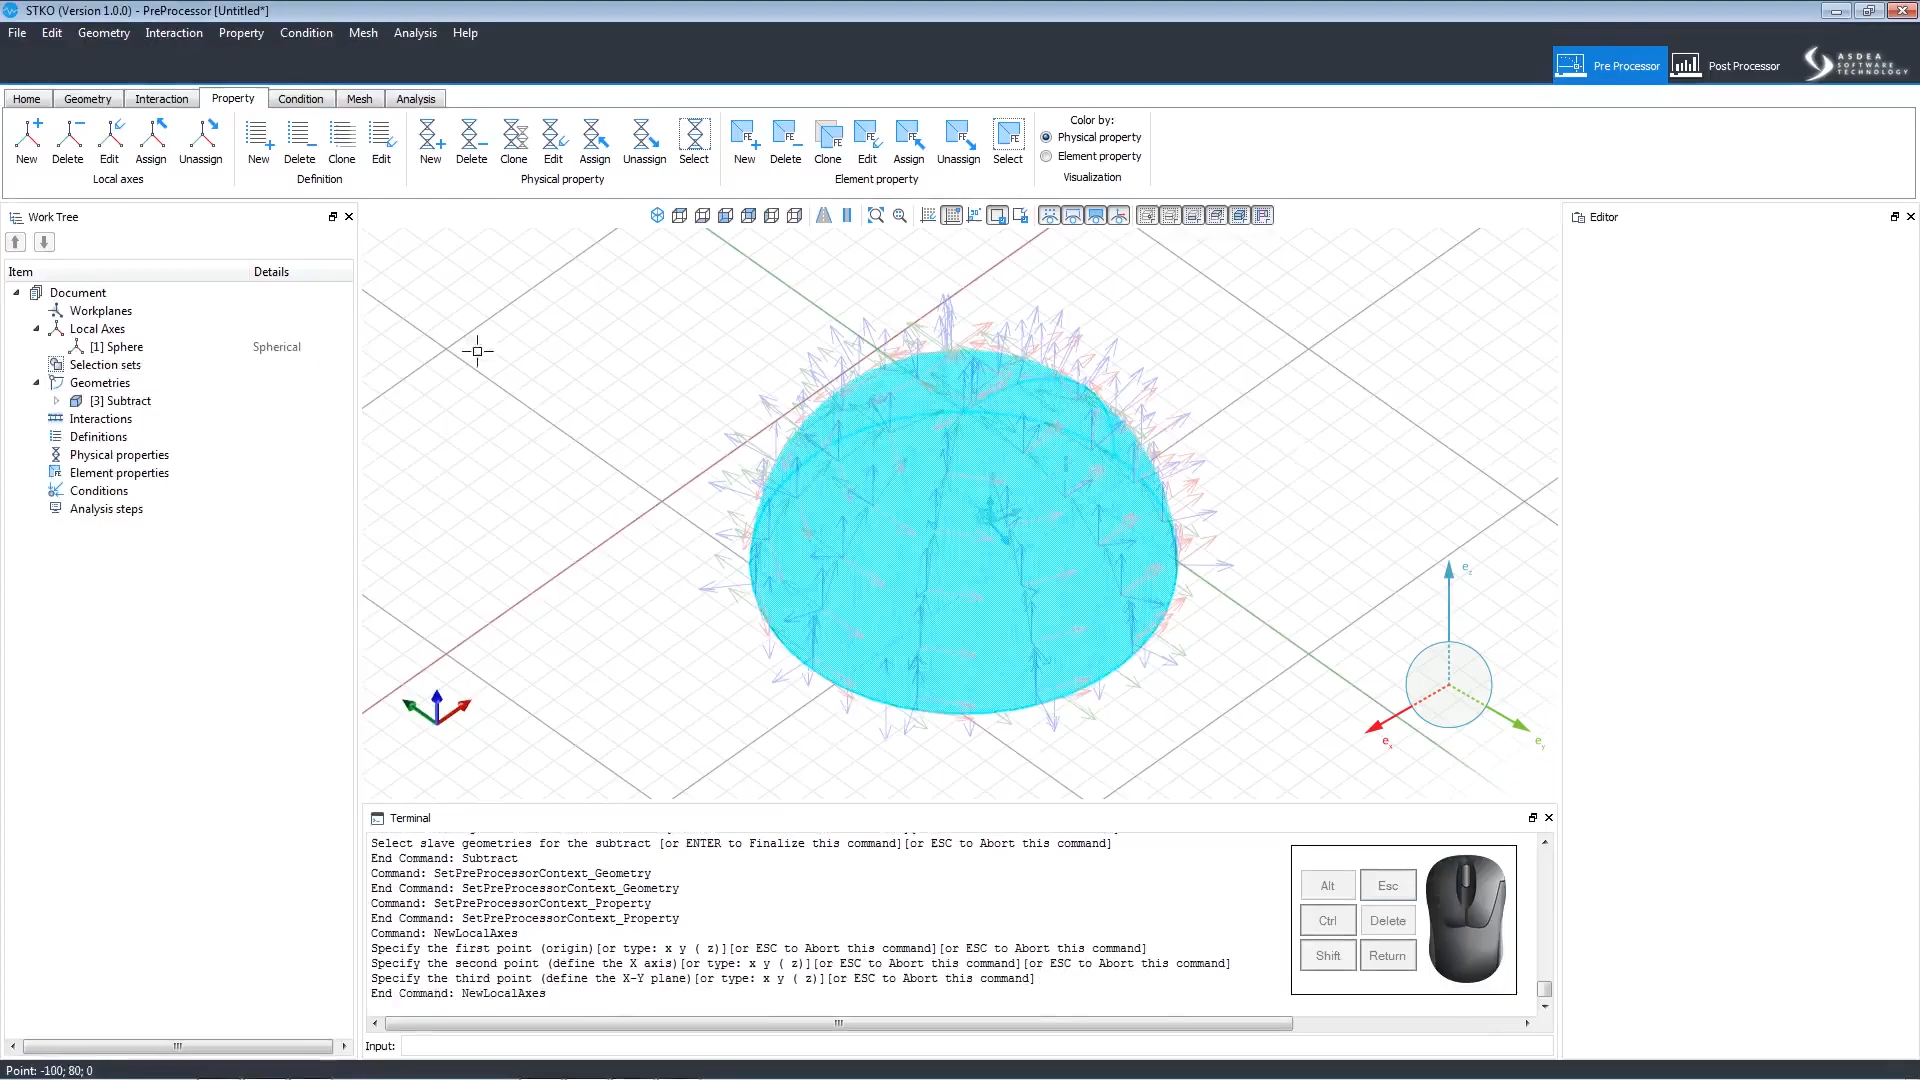 STKO (Version 1.0.0) - PreProcessor [Untitled*]
File Edit Geometry Interaction Property Condition Mesh Analysis Help
Pre Processor Post Processor ASDEA SOFTWARE TECHNOLOGY
Home Geometry Interaction Property Condition Mesh Analysis
New Delete Edit Assign Unassign
Local axes
New Delete Clone Edit
Definition
New Delete Clone Edit Assign Unassign Select
Physical property
New Delete Clone Edit Assign Unassign Select
Element property
Color by:
Physical property
Element property
Visualization
Work Tree
Item Details
Document
Workplanes
Local Axes
[1] Sphere Spherical
Selection sets
Geometries
[3] Subtract
Interactions
Definitions
Physical properties
Element properties
Conditions
Analysis steps
Editor
ez
ex
ey
Terminal
Select slave geometries for the subtract [or ENTER to Finalize this command][or ESC to Abort this command]
End Command: Subtract
Command: SetPreProcessorContext_Geometry
End Command: SetPreProcessorContext_Geometry
Command: SetPreProcessorContext_Property
End Command: SetPreProcessorContext_Property
Command: NewLocalAxes
Specify the first point (origin)[or type: x y ( z)][or ESC to Abort this command][or ESC to Abort this command]
Specify the second point (define the X axis)[or type: x y ( z)][or ESC to Abort this command][or ESC to Abort this command]
Specify the third point (define the X-Y plane)[or type: x y ( z)][or ESC to Abort this command]
End Command: NewLocalAxes
Alt Esc
Ctrl Delete
Shift Return
Input:
Point: -100; 80; 0